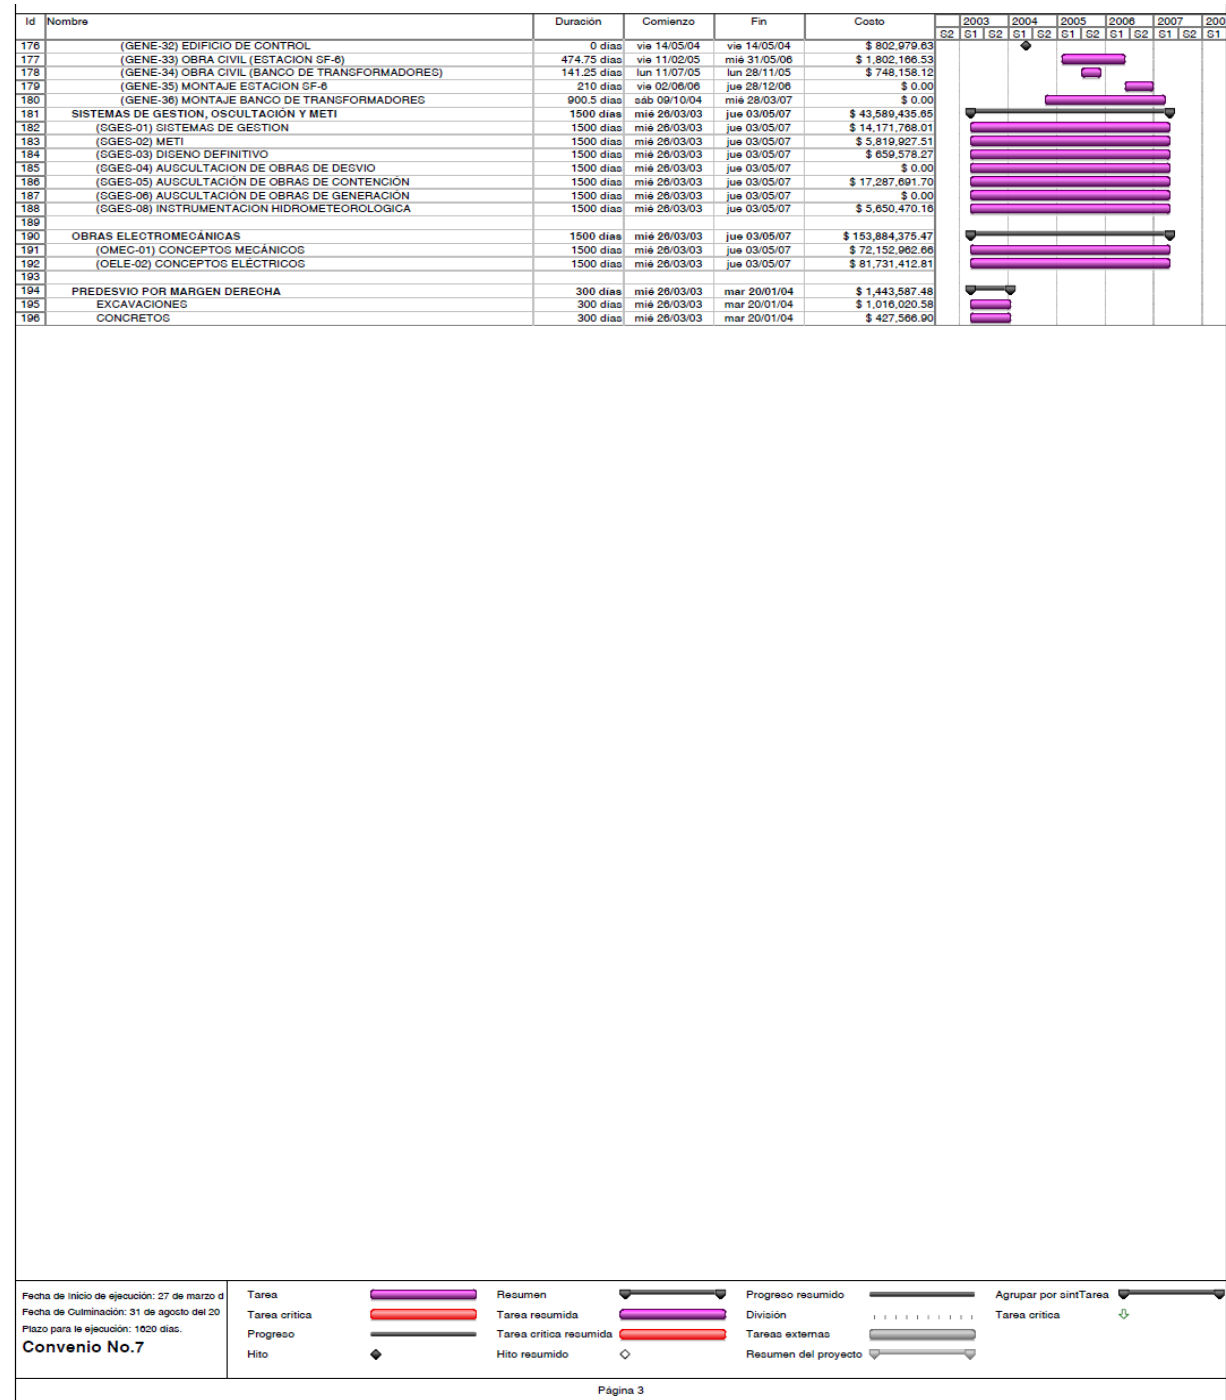 Id Nombre Duración Comienzo Fin Costo 2003 2004 2005 2006 2007 200
S2 S1 S2 S1 S2 S1 S2 S1 S2 S1 S2 S1
176 (GENE-32) EDIFICIO DE CONTROL 0 días vie 14/05/04 vie 14/05/04 $ 802,979.63
177 (GENE-33) OBRA CIVIL (ESTACION SF-6) 474.75 días vie 11/02/05 mié 31/05/06 $ 1,802,166.53
178 (GENE-34) OBRA CIVIL (BANCO DE TRANSFORMADORES) 141.25 días lun 11/07/05 lun 28/11/05 $ 748,158.12
179 (GENE-35) MONTAJE ESTACION SF-6 210 días vie 02/06/06 jue 28/12/06 $ 0.00
180 (GENE-36) MONTAJE BANCO DE TRANSFORMADORES 900.5 días sáb 09/10/04 mié 28/03/07 $ 0.00
181 SISTEMAS DE GESTION, OSCULTACIÓN Y METI 1500 días mié 26/03/03 jue 03/05/07 $ 43,589,435.65
182 (SGES-01) SISTEMAS DE GESTION 1500 días mié 26/03/03 jue 03/05/07 $ 14,171,768.01
183 (SGES-02) METI 1500 días mié 26/03/03 jue 03/05/07 $ 5,819,927.51
184 (SGES-03) DISENO DEFINITIVO 1500 días mié 26/03/03 jue 03/05/07 $ 659,578.27
185 (SGES-04) AUSCULTACIÓN DE OBRAS DE DESVIO 1500 días mié 26/03/03 jue 03/05/07 $ 0.00
186 (SGES-05) AUSCULTACIÓN DE OBRAS DE CONTENCIÓN 1500 días mié 26/03/03 jue 03/05/07 $ 17,287,691.70
187 (SGES-06) AUSCULTACIÓN DE OBRAS DE GENERACIÓN 1500 días mié 26/03/03 jue 03/05/07 $ 0.00
188 (SGES-08) INSTRUMENTACION HIDROMETEOROLOGICA 1500 días mié 26/03/03 jue 03/05/07 $ 5,650,470.16
189
190 OBRAS ELECTROMECÁNICAS 1500 días mié 26/03/03 jue 03/05/07 $ 153,884,375.47
191 (OMEC-01) CONCEPTOS MECÁNICOS 1500 días mié 26/03/03 jue 03/05/07 $ 72,152,962.66
192 (OELE-02) CONCEPTOS ELÉCTRICOS 1500 días mié 26/03/03 jue 03/05/07 $ 81,731,412.81
193
194 PREDESVIO POR MARGEN DERECHA 300 días mié 26/03/03 mar 20/01/04 $ 1,443,587.48
195 EXCAVACIONES 300 días mié 26/03/03 mar 20/01/04 $ 1,016,020.58
196 CONCRETOS 300 días mié 26/03/03 mar 20/01/04 $ 427,566.90
Fecha de Inicio de ejecución: 27 de marzo d
Fecha de Culminación: 31 de agosto del 20
Plazo para le ejecución: 1620 días.
Convenio No.7
Tarea Resumen Progreso resumido Agrupar por síntTarea
Tarea crítica Tarea resumida División Tarea crítica
Progreso Tarea crítica resumida Tareas externas
Hito Hito resumido Resumen del proyecto
Página 3